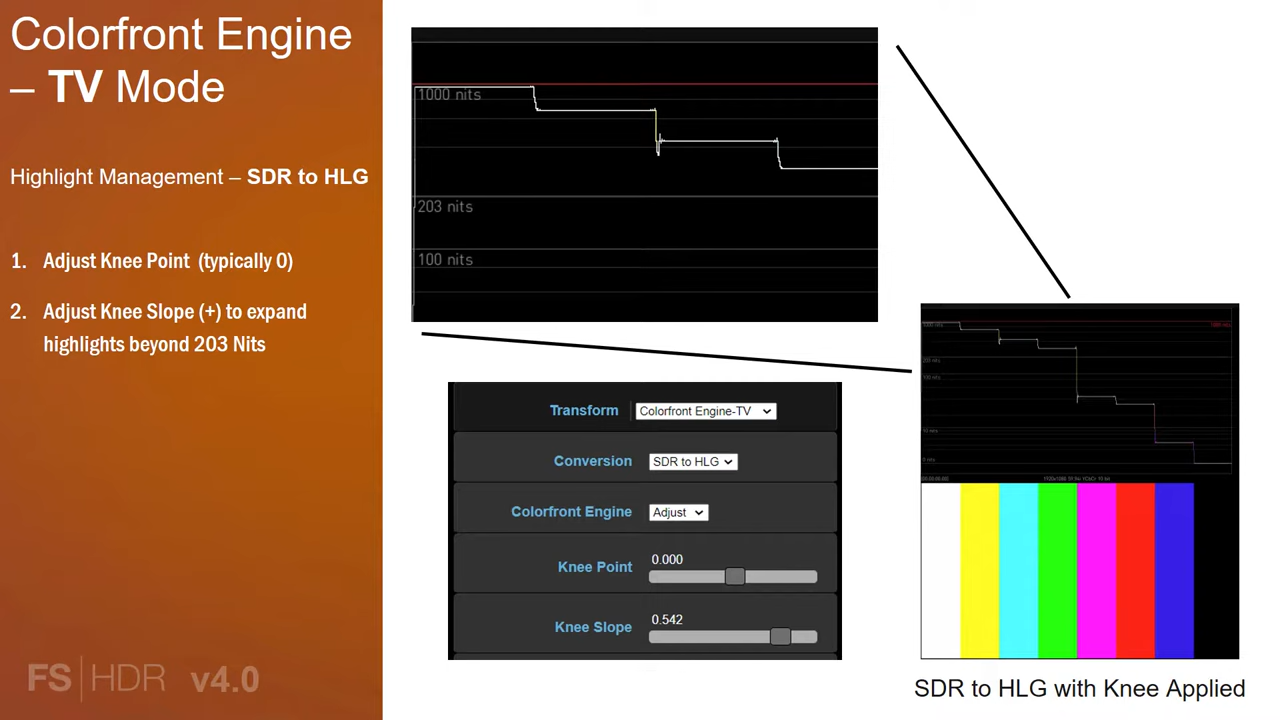 Colorfront Engine
– TV Mode
Highlight Management – SDR to HLG
1. Adjust Knee Point (typically 0)
2. Adjust Knee Slope (+) to expand
highlights beyond 203 Nits
FS|HDR v4.0
1000 nits
203 nits
100 nits
Transform Colorfront Engine-TV
Conversion SDR to HLG
Colorfront Engine Adjust
Knee Point 0.000
Knee Slope 0.542
SDR to HLG with Knee Applied